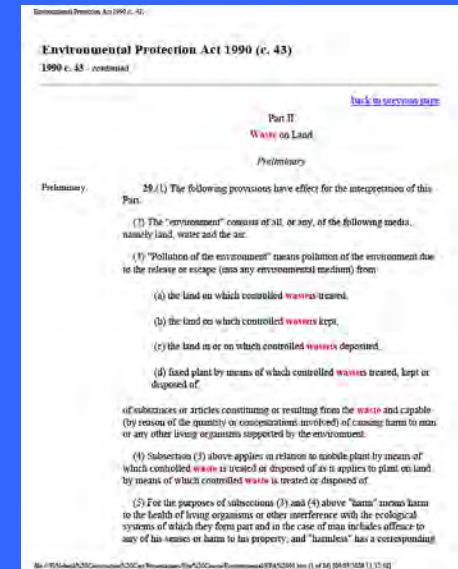 Environmental Protection Act 1990 (c. 43)
Environmental Protection Act 1990 (c. 43)
1990 c. 43 - continued
back to previous page
Part II
Waste on Land
Preliminary
Preliminary. 29.(1) The following provisions have effect for the interpretation of this
Part.
(2) The "environment" consists of all, or any, of the following media,
namely land, water and the air.
(3) "Pollution of the environment" means pollution of the environment due
to the release or escape (into any environmental medium) from
(a) the land on which controlled waste is treated,
(b) the land on which controlled waste is kept,
(c) the land in or on which controlled waste is deposited,
(d) fixed plant by means of which controlled waste is treated, kept or
disposed of,
of substances or articles constituting or resulting from the waste and capable
(by reason of the quantity or concentrations involved) of causing harm to man
or any other living organisms supported by the environment.
(4) Subsection (3) above applies in relation to mobile plant by means of
which controlled waste is treated or disposed of as it applies to plant on land
by means of which controlled waste is treated or disposed of.
(5) For the purposes of subsections (3) and (4) above "harm" means harm
to the health of living organisms or other interference with the ecological
systems of which they form part and in the case of man includes offence to
any of his senses or harm to his property; and "harmless" has a corresponding